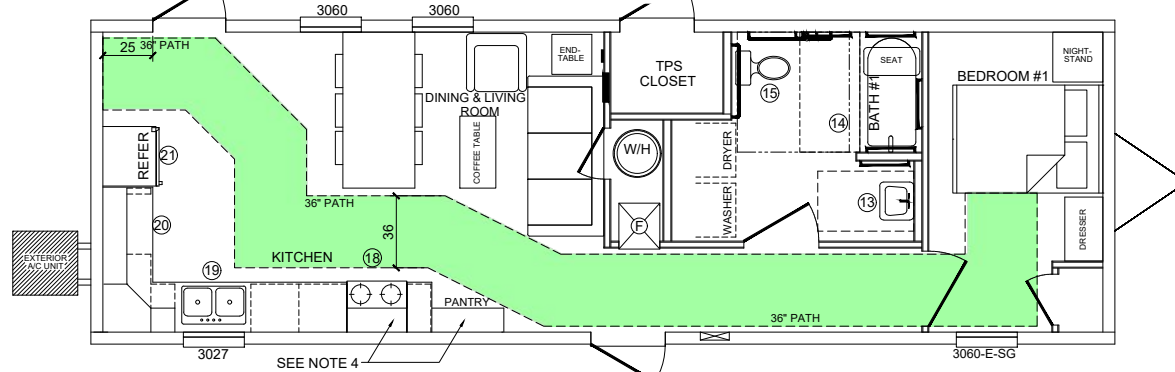 3060
3060
25
36" PATH
END-
TABLE
TPS
CLOSET
15
SEAT
BATH #1
14
BEDROOM #1
NIGHT-
STAND
DINING & LIVING
ROOM
COFFEE TABLE
REFER
21
W/H
DRYER
WASHER
13
20
36" PATH
36
F
DRESSER
EXTERIOR
A/C UNIT
19
KITCHEN
18
PANTRY
36" PATH
3027
SEE NOTE 4
3060-E-SG